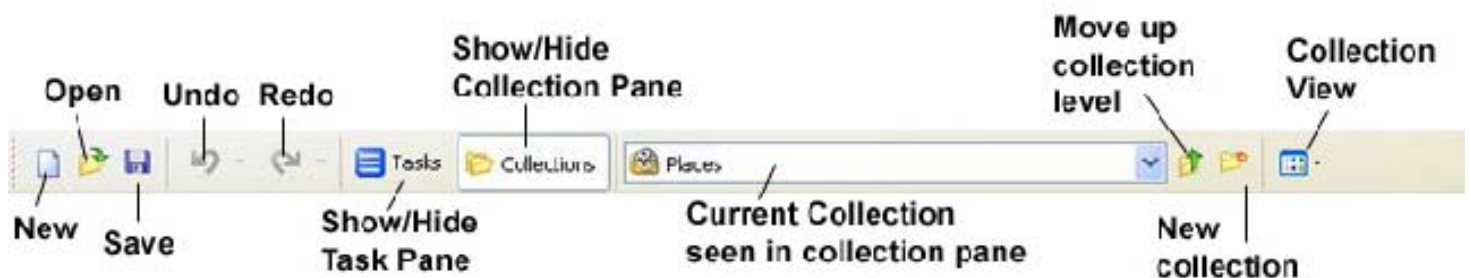 Show/Hide
Collection Pane
Move up
collection
level
Collection
View
Open
Undo
Redo
Tasks
Collections
Places
New
Save
Show/Hide
Task Pane
Current Collection
seen in collection pane
New
collection